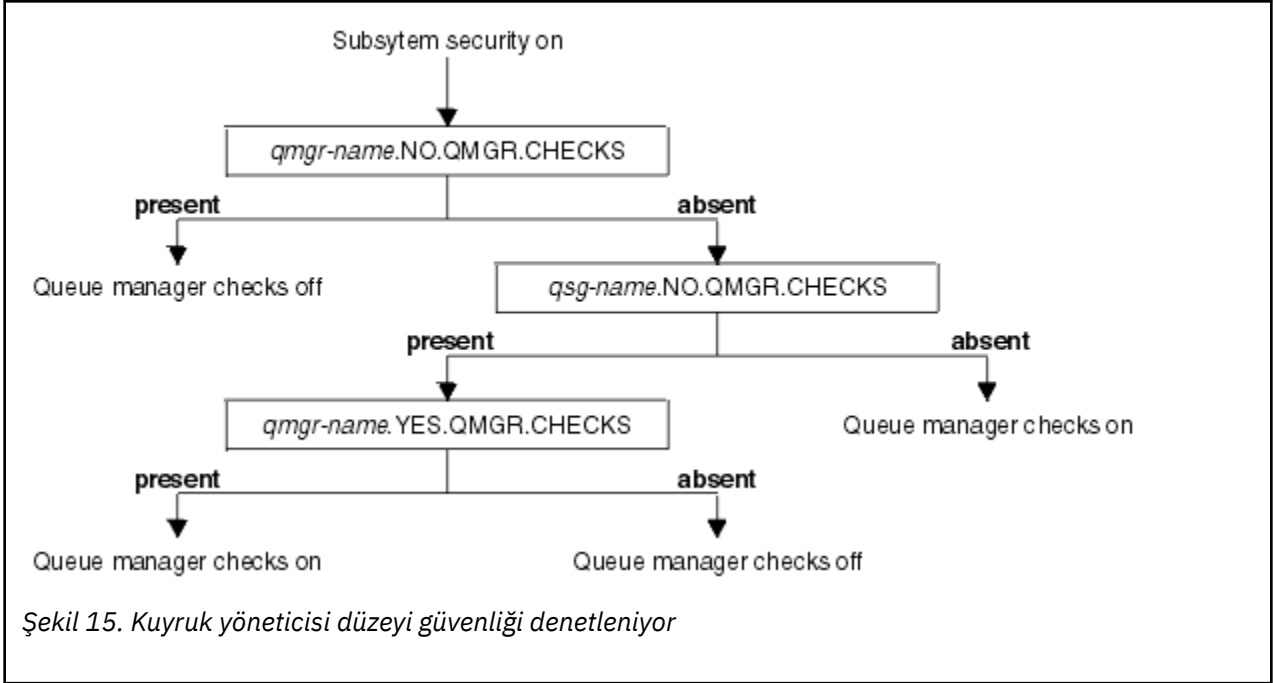 Subsytem security on
qmgr-name.NO.QMGR.CHECKS
present
absent
Queue manager checks off
qsg-name.NO.QMGR.CHECKS
present
absent
qmgr-name.YES.QMGR.CHECKS
Queue manager checks on
present
absent
Queue manager checks on
Queue manager checks off
Şekil 15. Kuyruk yöneticisi düzeyi güvenliği denetleniyor